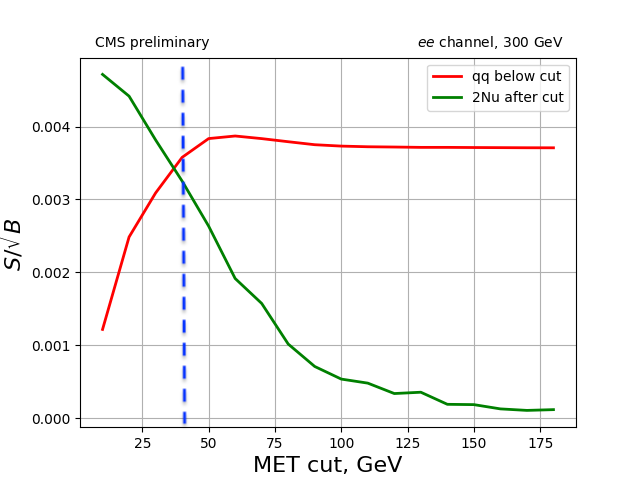 CMS preliminary
ee channel, 300 GeV
qq below cut
2Nu after cut
0.004
0.003
0.002
0.001
0.000
S/√B
25 50 75 100 125 150 175
MET cut, GeV